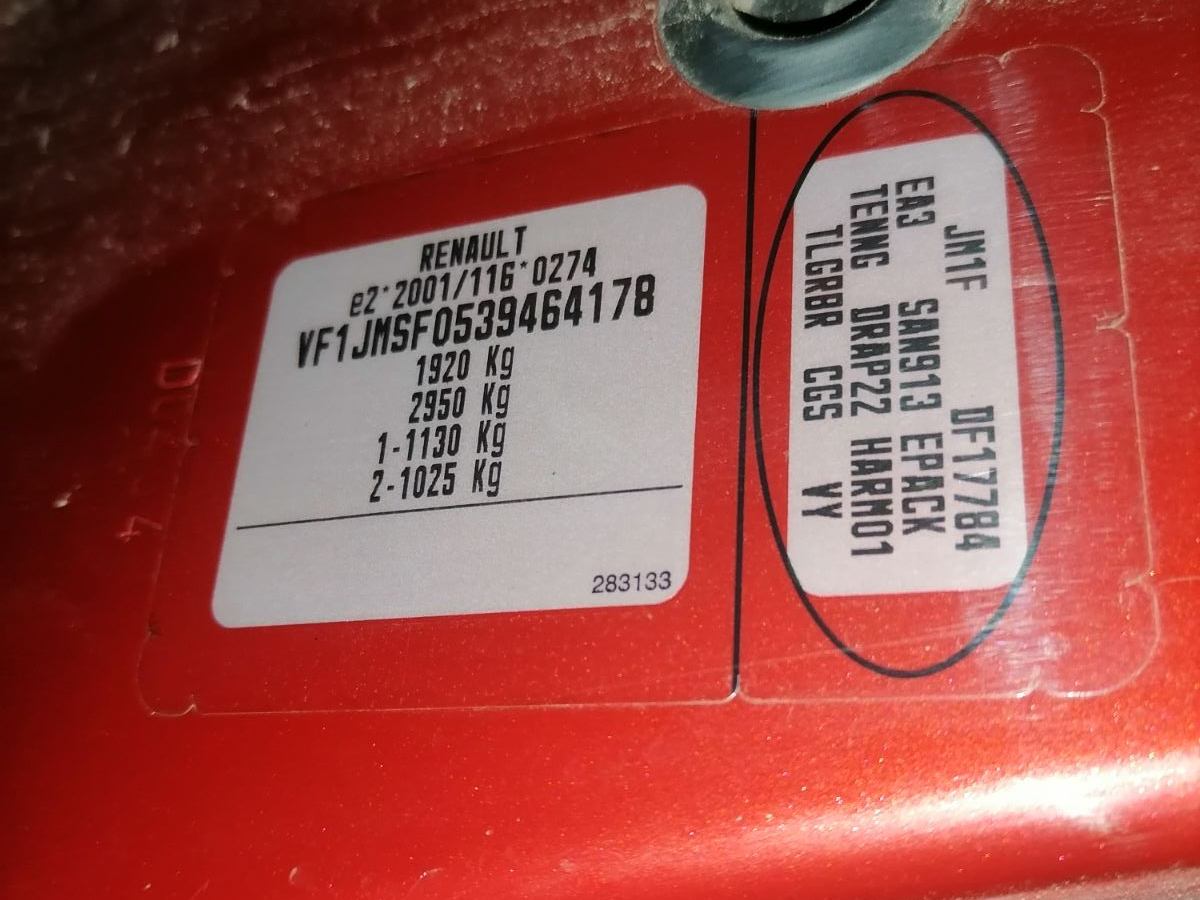 RENAULT
e2*2001/116*0274
VF1JMSF0539464178
1920 Kg
2950 Kg
1-1130 Kg
2-1025 Kg
283133
JM1F DF17784
EA3 SAN913 EPACK
TENNG DRAP22 HARM01
TLGRBR CGS VY